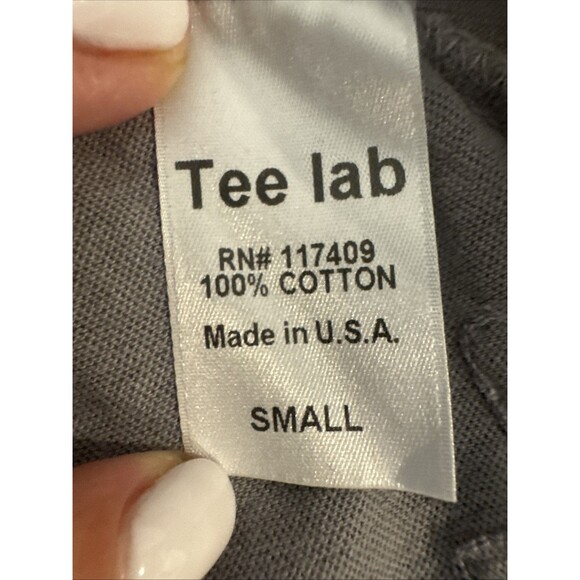 Tee lab
RN# 117409
100% COTTON
Made in U.S.A.
SMALL